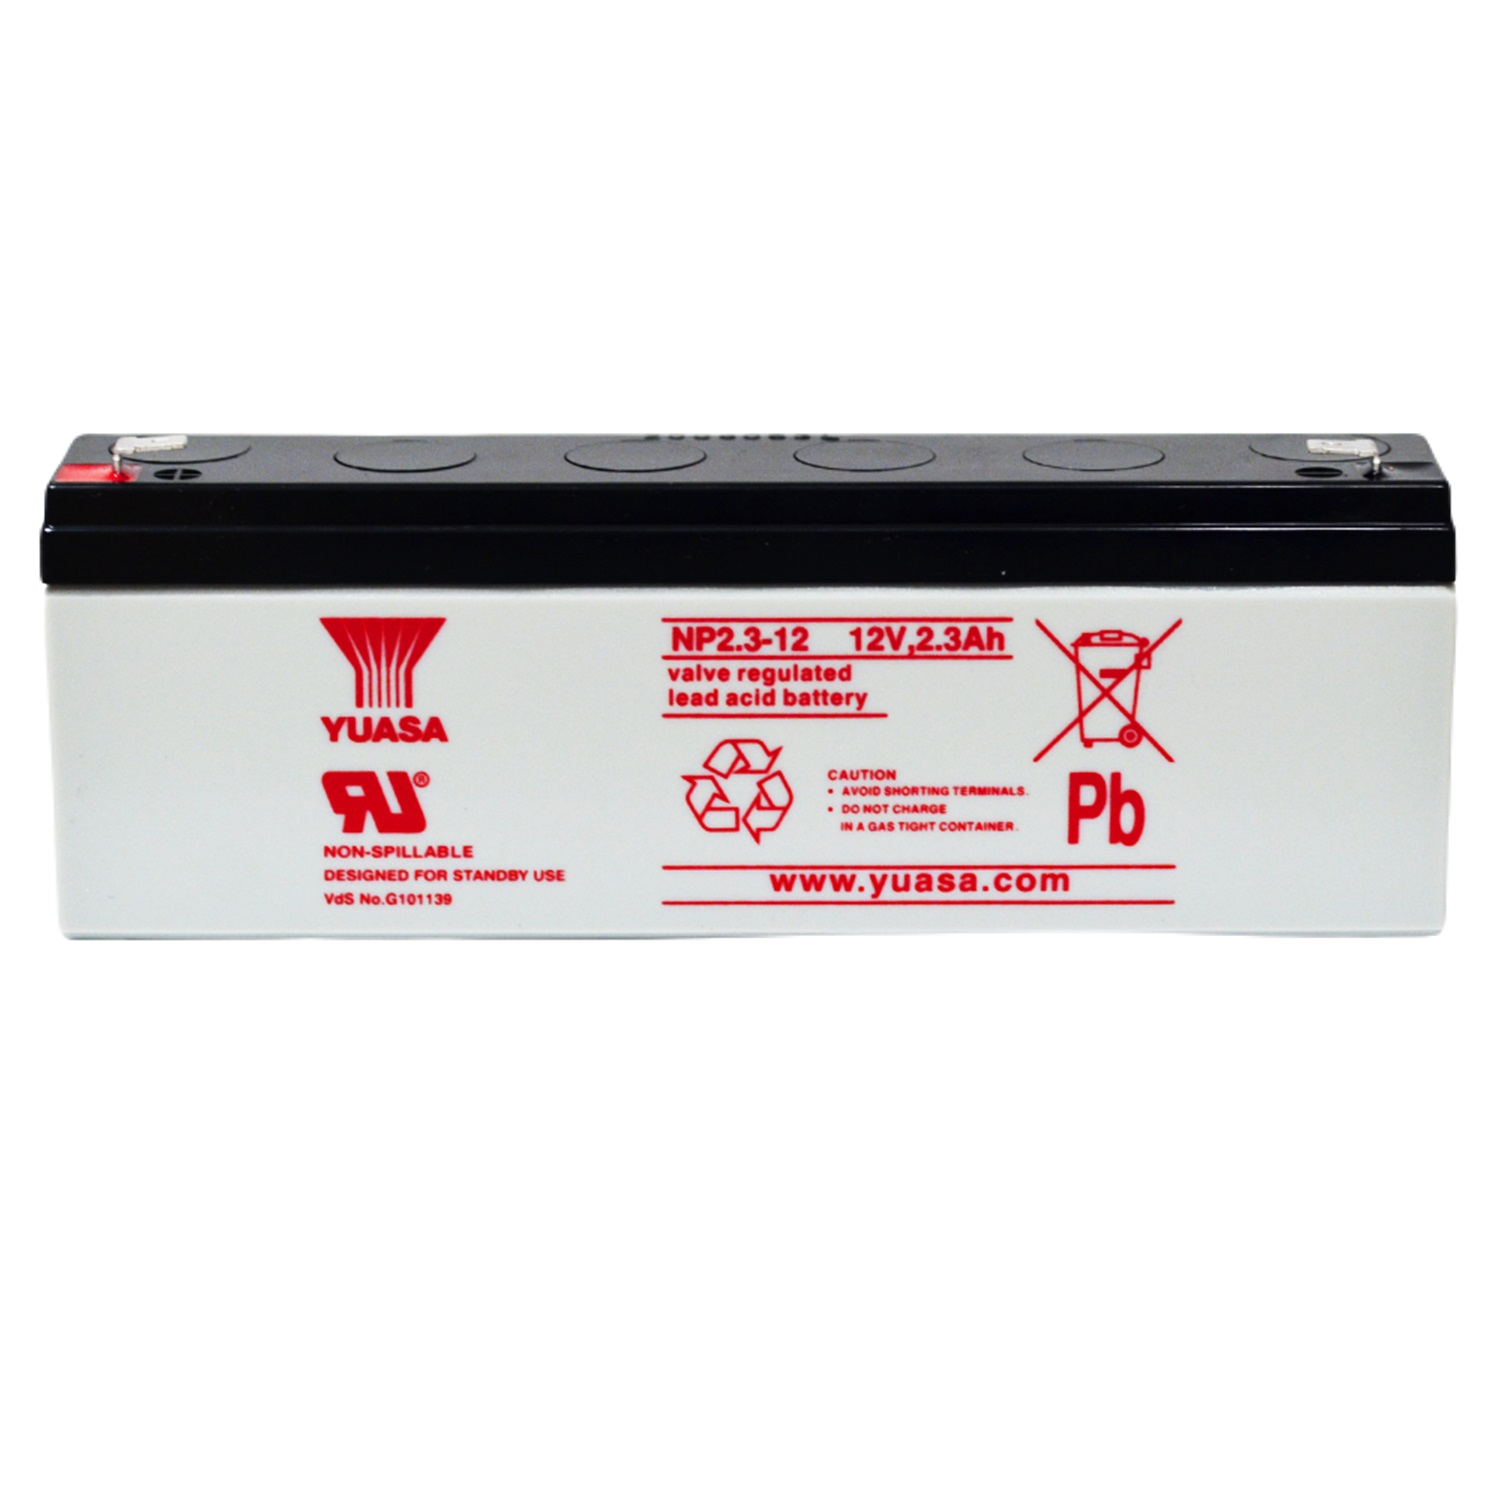 YUASA
RU®
NON-SPILLABLE
DESIGNED FOR STANDBY USE
VdS No.G101139
NP2.3-12 12V,2.3Ah
valve regulated
lead acid battery
CAUTION
• AVOID SHORTING TERMINALS.
• DO NOT CHARGE
IN A GAS TIGHT CONTAINER.
Pb
www.yuasa.com